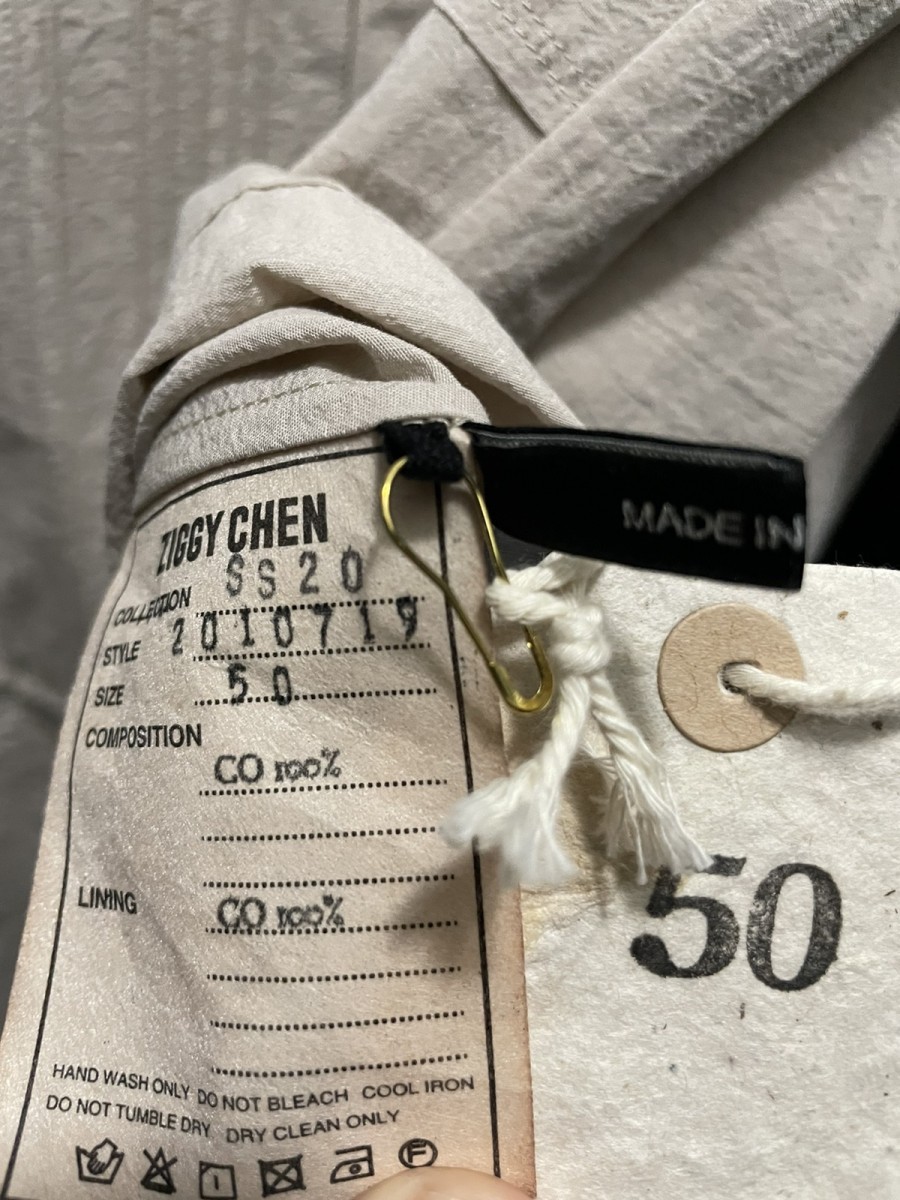 ZIGGY CHEN
COLLECTION SS20
STYLE 2010719
SIZE 50
COMPOSITION
CO 100%
LINING CO 100%
HAND WASH ONLY DO NOT BLEACH COOL IRON
DO NOT TUMBLE DRY DRY CLEAN ONLY
F
MADE IN
50